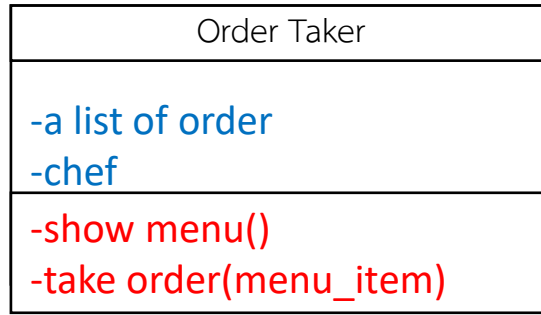 Order Taker
-a list of order
-chef
-show menu()
-take order(menu_item)